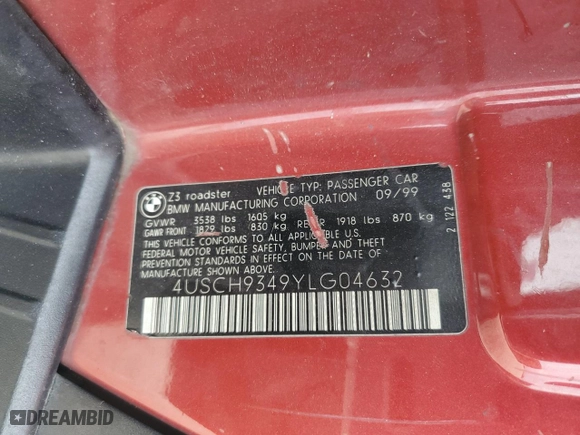 BMW
Z3 roadster VEHICLE TYP: PASSENGER CAR
BMW MANUFACTURING CORPORATION 09/99
GVWR 3538 lbs 1605 kg
GAWR FRONT 1829 lbs 830 kg REAR 1918 lbs 870 kg
THIS VEHICLE CONFORMS TO ALL APPLICABLE
FEDERAL MOTOR VEHICLE SAFETY, BUMPER AND THEFT
PREVENTION STANDARDS IN EFFECT ON THE DATE OF
MANUFACTURE SHOWN ABOVE.
4USCH9349YLG04632
2 122 438
DREAMBID